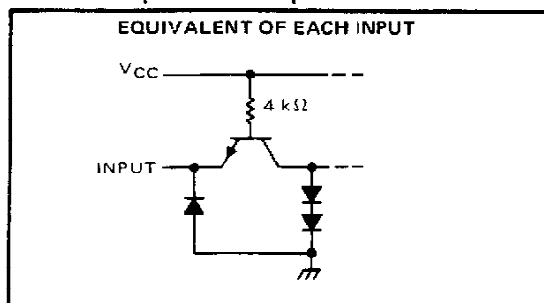 EQUIVALENT OF EACH INPUT
VCC
4 kΩ
INPUT